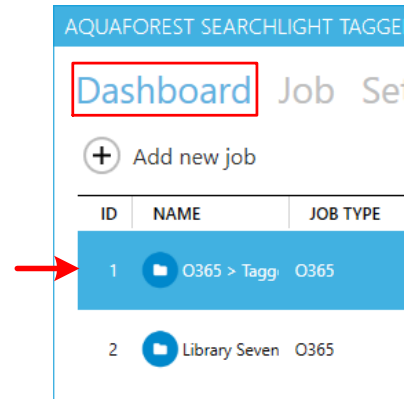 AQUAFOREST SEARCHLIGHT TAGGE
Dashboard Job Set
Add new job
ID NAME JOB TYPE
1 O365 > Tagg O365
2 Library Seven O365